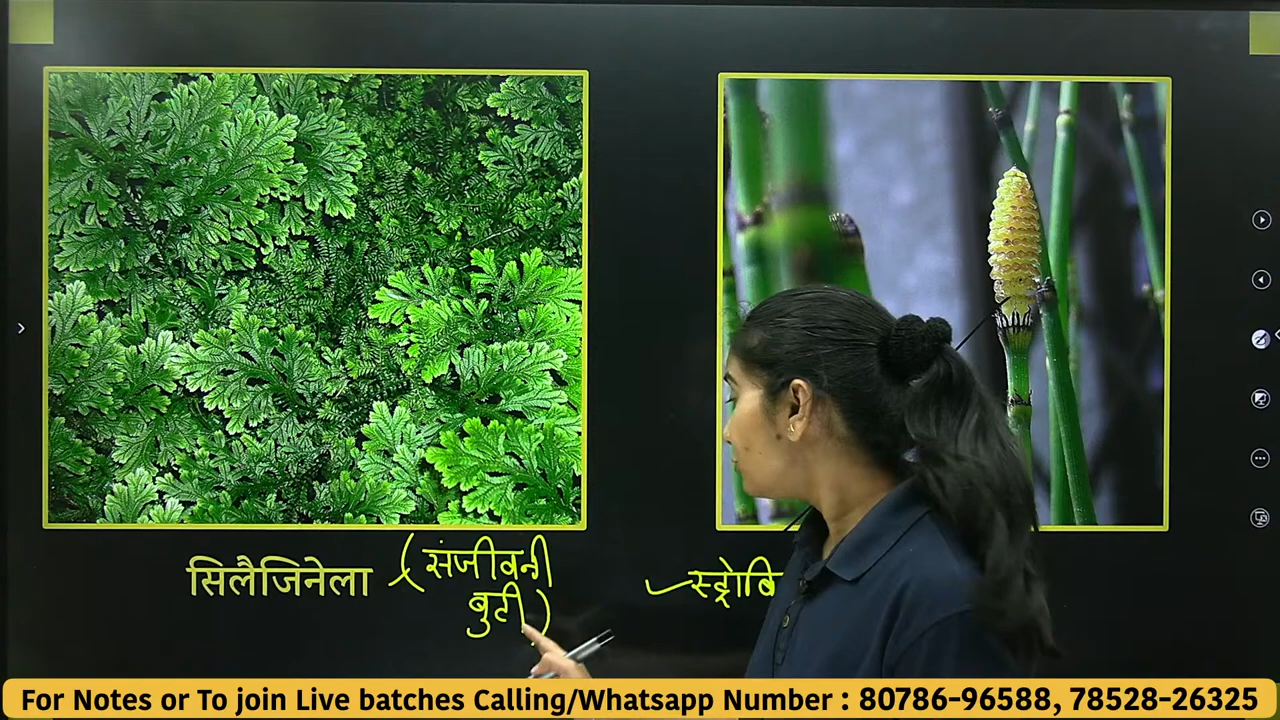 सिलैजिनेला (संजीवनी
बुटी)
स्ट्रोबि
For Notes or To join Live batches Calling/Whatsapp Number : 80786-96588, 78528-26325